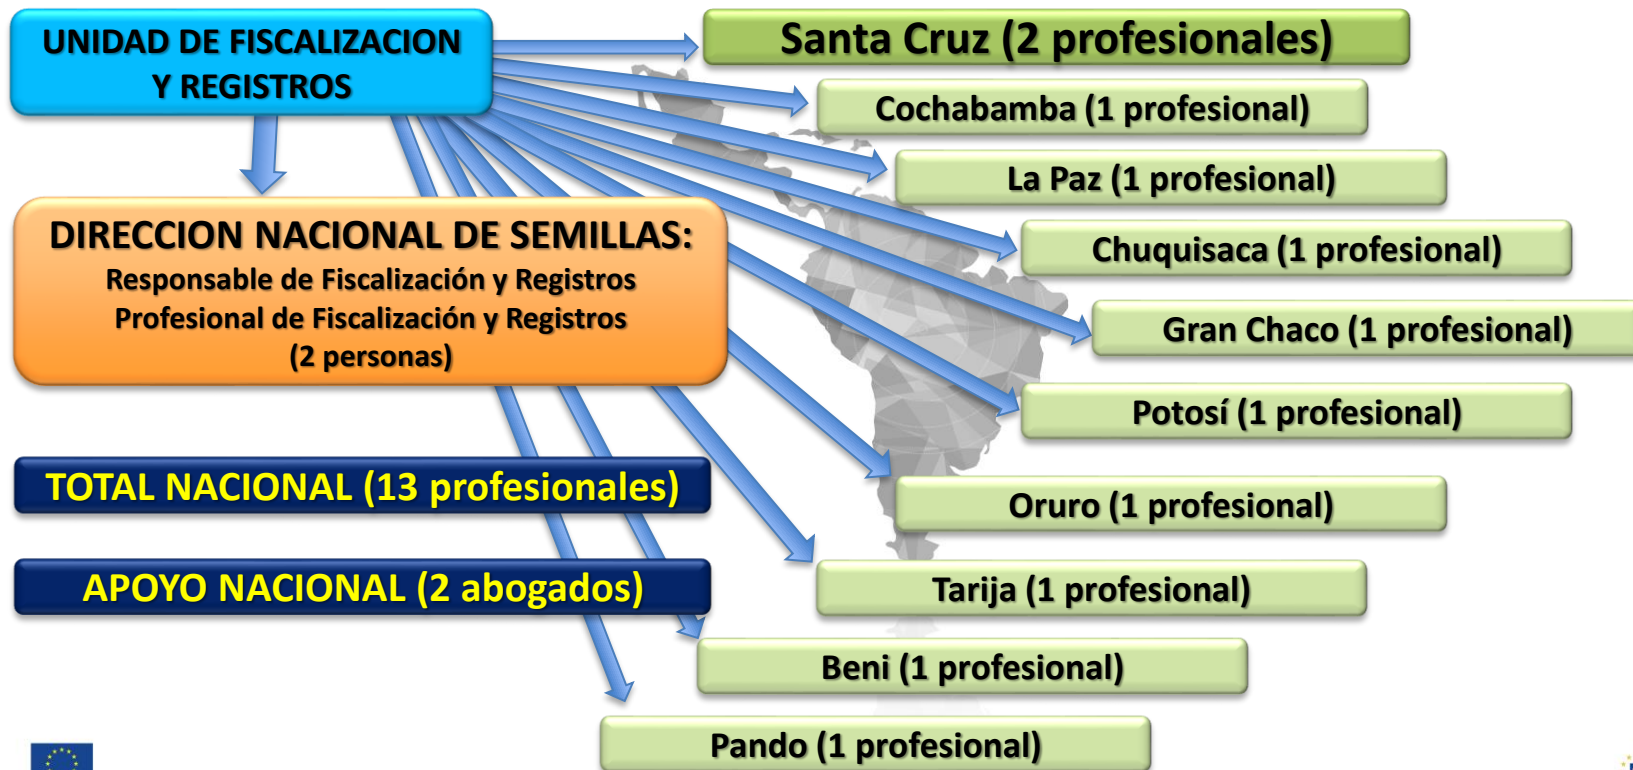 UNIDAD DE FISCALIZACION
Y REGISTROS
Santa Cruz (2 profesionales)
Cochabamba (1 profesional)
La Paz (1 profesional)
Chuquisaca (1 profesional)
Gran Chaco (1 profesional)
Potosí (1 profesional)
Oruro (1 profesional)
Tarija (1 profesional)
Beni (1 profesional)
Pando (1 profesional)
DIRECCION NACIONAL DE SEMILLAS:
Responsable de Fiscalización y Registros
Profesional de Fiscalización y Registros
(2 personas)
TOTAL NACIONAL (13 profesionales)
APOYO NACIONAL (2 abogados)